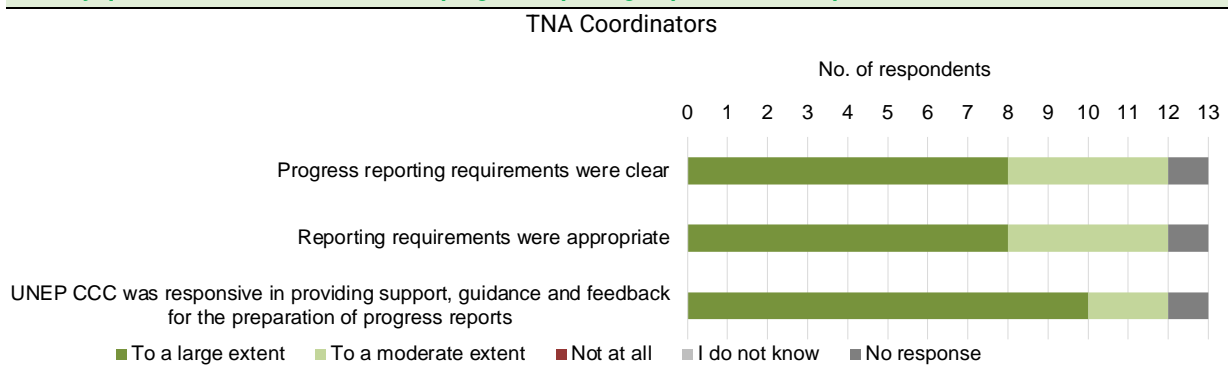 TNA Coordinators
No. of respondents
0 1 2 3 4 5 6 7 8 9 10 11 12 13
Progress reporting requirements were clear
Reporting requirements were appropriate
UNEP CCC was responsive in providing support, guidance and feedback
for the preparation of progress reports
To a large extent To a moderate extent Not at all I do not know No response